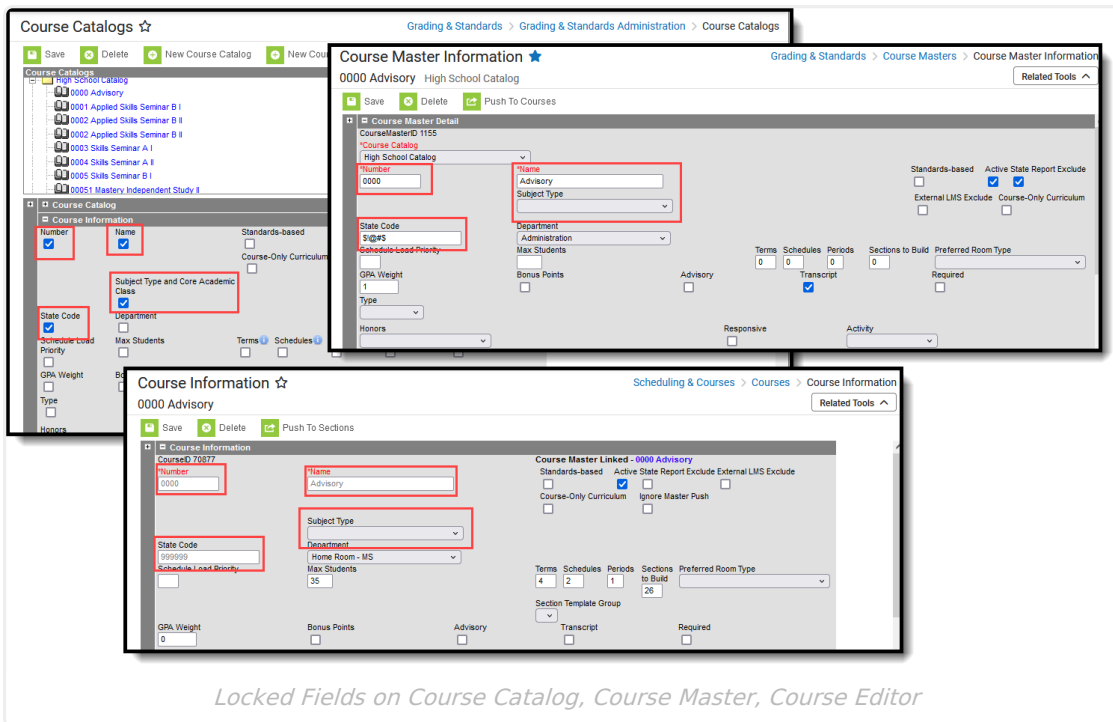 Course Catalogs
Grading & Standards > Grading & Standards Administration > Course Catalogs
Save Delete New Course Catalog New Cou
Course Catalogs
High School Catalog
0000 Advisory
0001 Applied Skills Seminar B I
0002 Applied Skills Seminar B II
0002 Applied Skills Seminar B II
0003 Skills Seminar A I
0004 Skills Seminar A II
0005 Skills Seminar B I
00051 Mastery Independent Study II
Course Catalog
Course Information
Number Name Standards-based
Course-Only Curriculum
Subject Type and Core Academic
Class
State Code Department
Schedule Load Max Students Terms Schedules
Priority
GPA Weight Bo
Type
Honors
Course Master Information
Grading & Standards > Course Masters > Course Master Information
0000 Advisory High School Catalog
Related Tools
Save Delete Push To Courses
Course Master Detail
CourseMasterID 1155
*Course Catalog
High School Catalog
*Number *Name Standards-based Active State Report Exclude
0000 Advisory
Subject Type External LMS Exclude Course-Only Curriculum
State Code Department
$!@#$ Administration
Schedule Load Priority Max Students Terms Schedules Periods Sections to Build Preferred Room Type
0 0 0 0
GPA Weight Bonus Points Advisory Transcript Required
1
Type
Honors Responsive Activity
Course Information
Scheduling & Courses > Courses > Course Information
0000 Advisory
Related Tools
Save Delete Push To Sections
Course Information
CourseID 70877 Course Master Linked - 0000 Advisory
*Number *Name Standards-based Active State Report Exclude External LMS Exclude
0000 Advisory
Course-Only Curriculum Ignore Master Push
Subject Type
State Code Department
999999 Home Room - MS
Schedule Load Priority Max Students Terms Schedules Periods Sections Preferred Room Type
to Build
35 4 2 1
26
Section Template Group
GPA Weight Bonus Points Advisory Transcript Required
0
Locked Fields on Course Catalog, Course Master, Course Editor